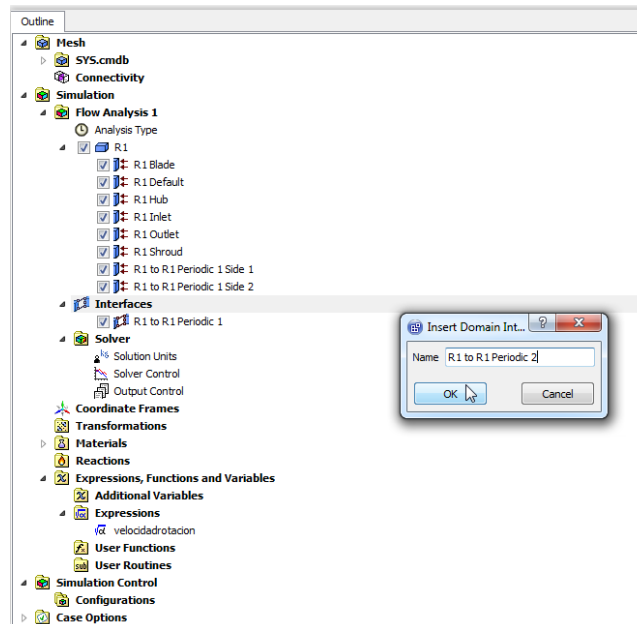 Outline
Mesh
SYS.cmdb
Connectivity
Simulation
Flow Analysis 1
Analysis Type
R1
R1 Blade
R1 Default
R1 Hub
R1 Inlet
R1 Outlet
R1 Shroud
R1 to R1 Periodic 1 Side 1
R1 to R1 Periodic 1 Side 2
Interfaces
R1 to R1 Periodic 1
Solver
Solution Units
Solver Control
Output Control
Coordinate Frames
Transformations
Materials
Reactions
Expressions, Functions and Variables
Additional Variables
Expressions
velocidadrotacion
User Functions
User Routines
Simulation Control
Configurations
Case Options
Insert Domain Int...
Name R1 to R1 Periodic 2
OK Cancel